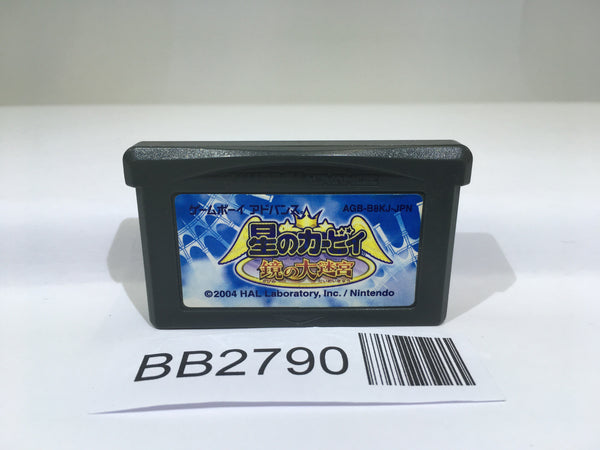 ゲームボーイ アドバンス
AGB-B8KJ-JPN
星のカービィ
鏡の大迷宮
©2004 HAL Laboratory, Inc. / Nintendo
BB2790